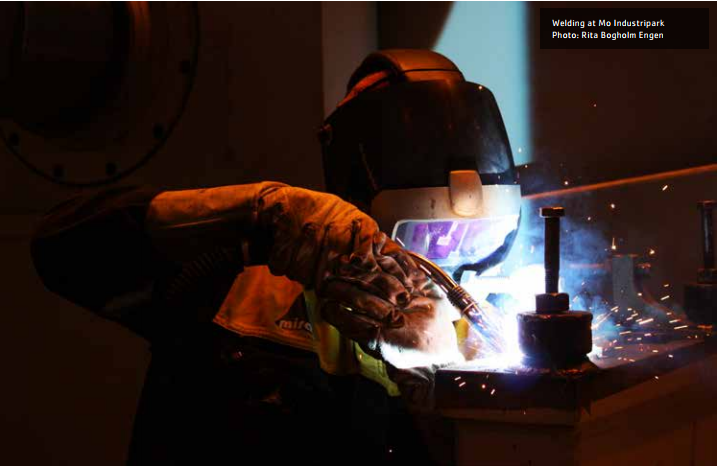 Welding at Mo Industripark
Photo: Rita Bogholm Engen